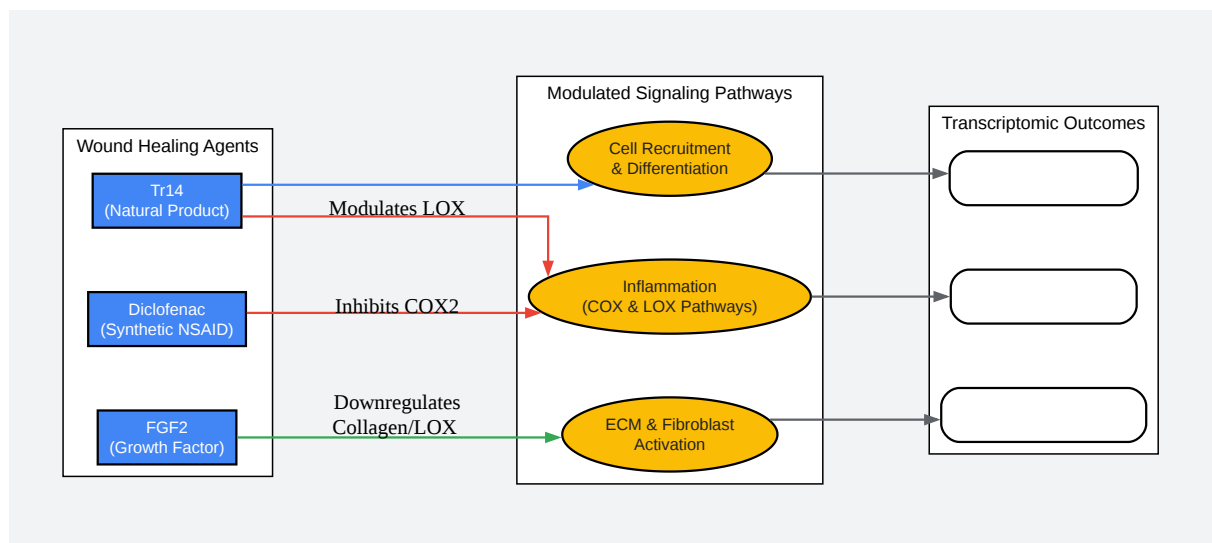 Wound Healing Agents
Tr14
(Natural Product)
Diclofenac
(Synthetic NSAID)
FGF2
(Growth Factor)
Modulates LOX
Inhibits COX2
Downregulates
Collagen/LOX
Modulated Signaling Pathways
Cell Recruitment
& Differentiation
Inflammation
(COX & LOX Pathways)
ECM & Fibroblast
Activation
Transcriptomic Outcomes